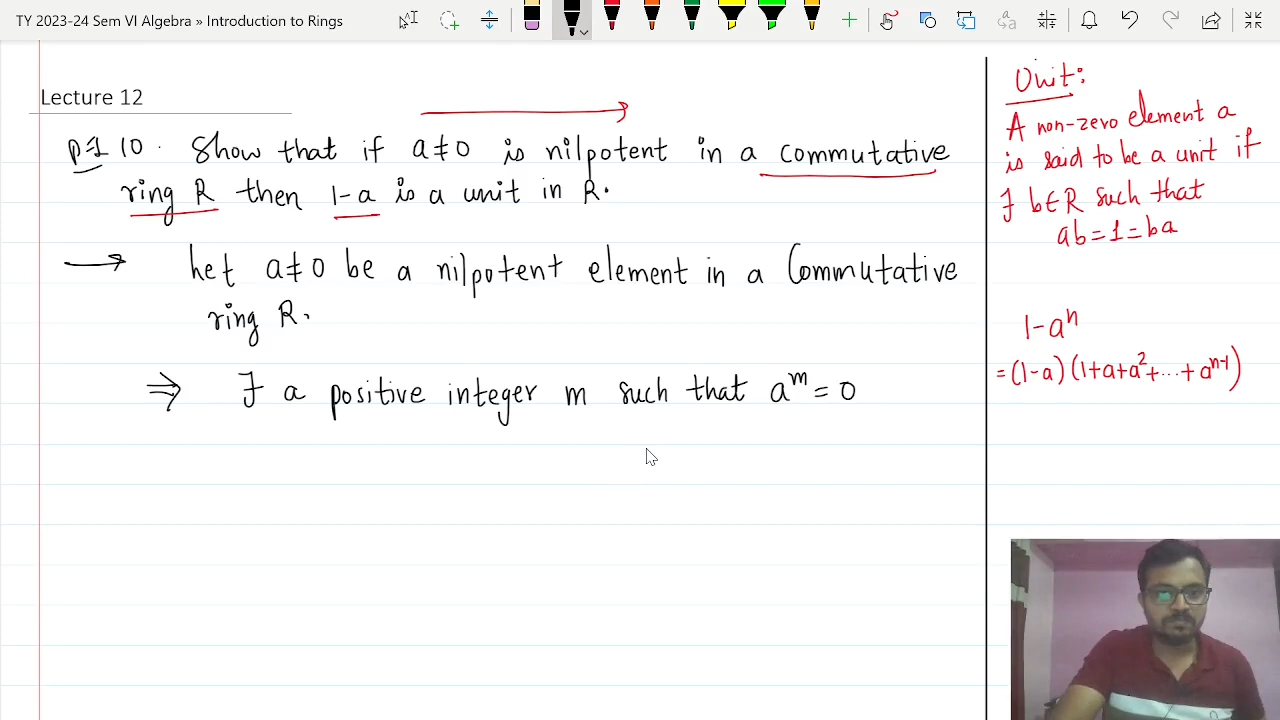 TY 2023-24 Sem VI Algebra » Introduction to Rings
Lecture 12
10. Show that if a≠0 is nilpotent in a commutative
ring R then 1-a is a unit in R.
Let a≠0 be a nilpotent element in a Commutative
ring R.
⇒ ∃ a positive integer m such that a^m = 0
Unit:
A non-zero element a
is said to be a unit if
∃ b∈R such that
ab=1=ba
1-a^n
=(1-a)(1+a+a^2+...+a^{n-1})